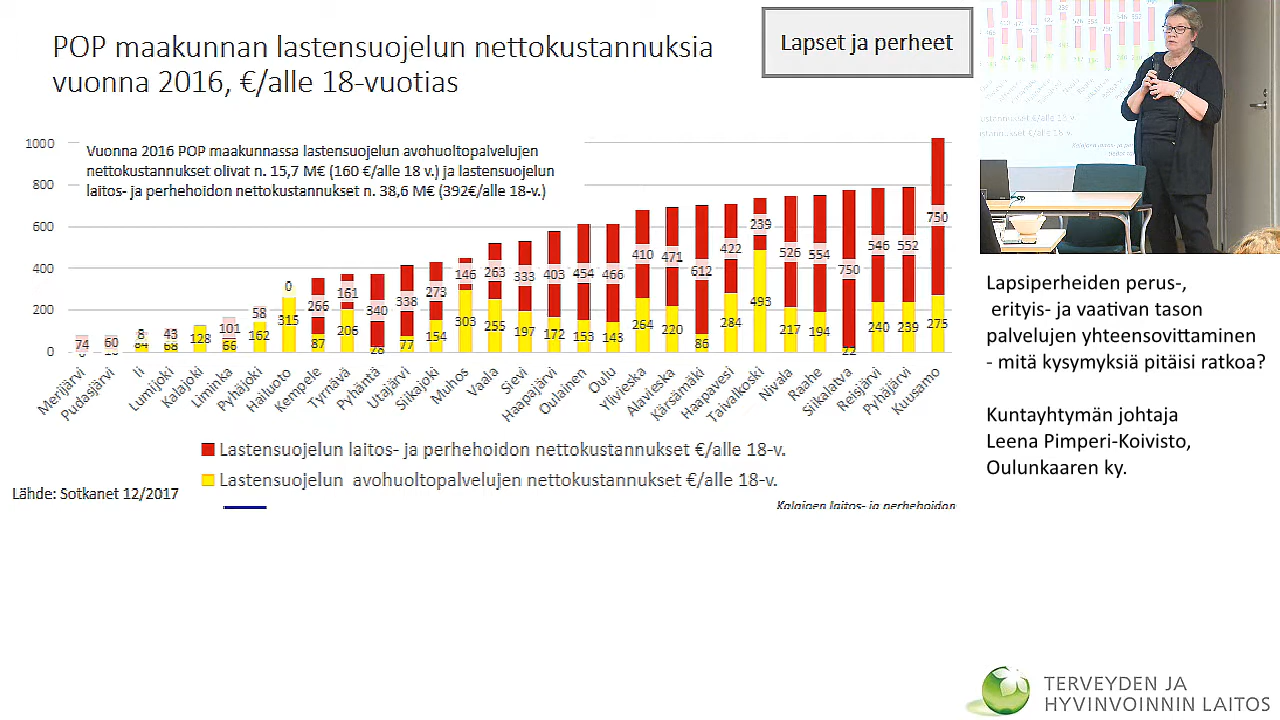 POP maakunnan lastensuojelun nettokustannuksia
vuonna 2016, €/alle 18-vuotias
Lapset ja perheet
Vuonna 2016 POP maakunnassa lastensuojelun avohuoltopalvelujen
nettokustannukset olivat n. 15,7 M€ (160 €/alle 18 v.) ja lastensuojelun
laitos- ja perhehoidon nettokustannukset n. 38,6 M€ (392€/alle 18-v.)
1000
800
600
400
200
0
74 60 8 43 101 58 0 266 161 340 338 273 146 263 333 403 454 466 410 471 612 422 239 526 554 750 546 552 750
84 68 128 66 162 315 87 206 28 77 154 303 255 197 172 153 143 264 220 86 284 493 217 194 22 240 239 275
Merijärvi Pudasjärvi Ii Lumijoki Kalajoki Liminka Pyhäjoki Hailuoto Kempele Tyrnävä Pyhäntä Utajärvi Siikajoki Muhos Vaala Sievi Haapajärvi Oulainen Oulu Ylivieska Alavieska Kärsämäki Haapavesi Taivalkoski Nivala Raahe Siikalatva Reisjärvi Pyhäjärvi Kuusamo
Lastensuojelun laitos- ja perhehoidon nettokustannukset €/alle 18-v.
Lastensuojelun avohuoltopalvelujen nettokustannukset €/alle 18-v.
Lähde: Sotkanet 12/2017
Kalajoen laitos- ja perhehoidon
Lapsiperheiden perus-,
erityis- ja vaativan tason
palvelujen yhteensovittaminen
- mitä kysymyksiä pitäisi ratkoa?
Kuntayhtymän johtaja
Leena Pimperi-Koivisto,
Oulunkaaren ky.
TERVEYDEN JA
HYVINVOINNIN LAITOS